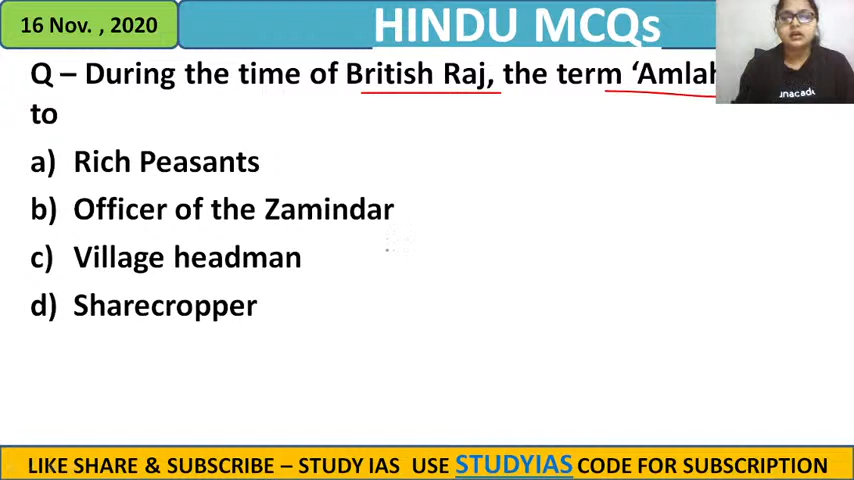 16 Nov. , 2020
HINDU MCQs
Q – During the time of British Raj, the term ‘Amlah
to
a) Rich Peasants
b) Officer of the Zamindar
c) Village headman
d) Sharecropper
unacade
LIKE SHARE & SUBSCRIBE – STUDY IAS USE STUDYIAS CODE FOR SUBSCRIPTION